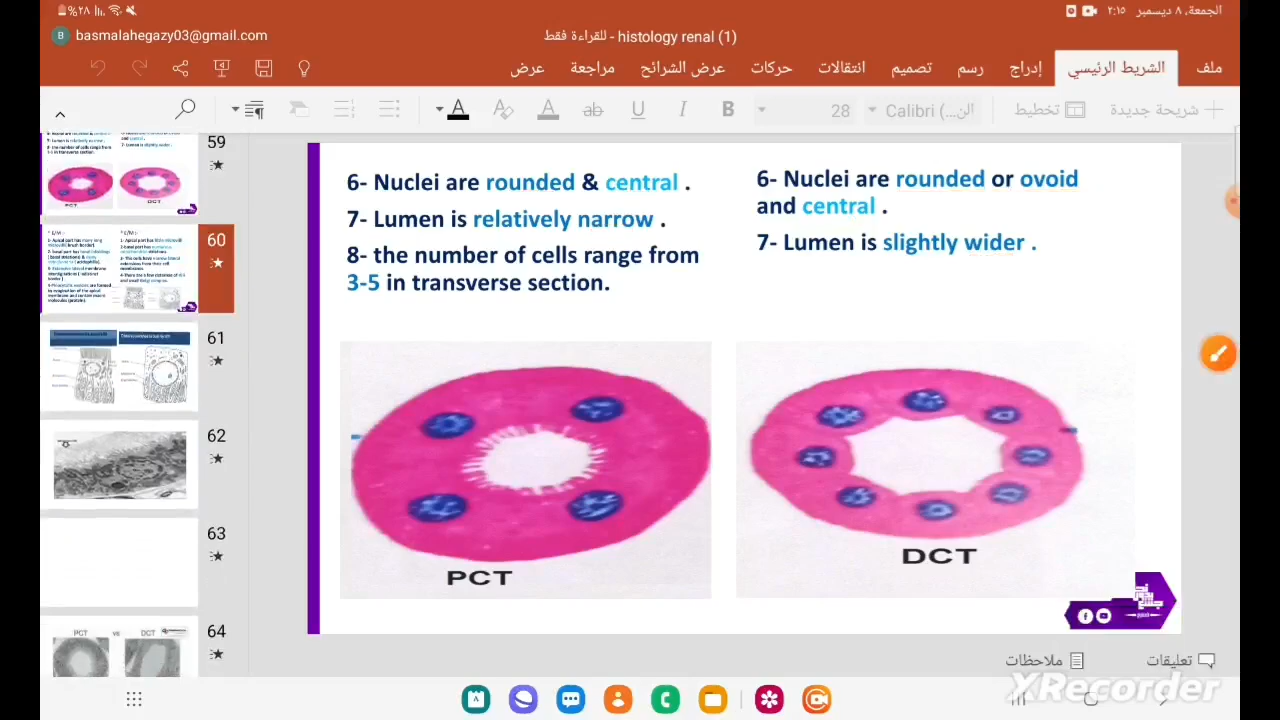 الجمعة، ٨ ديسمبر ٢:١٥
%٢٨
B basmalahegazy03@gmail.com
histology renal (1) - للقراءة فقط
ملف الشريط الرئيسي إدراج رسم تصميم انتقالات حركات عرض الشرائح مراجعة عرض
شريحة جديدة تخطيط Calibri (الن... 28 B I U ab A A
59
6- Nuclei are rounded & central .
7- Lumen is relatively narrow .
8- the number of cells range from
3-5 in transverse section.
6- Nuclei are rounded or ovoid
and central .
7- Lumen is slightly wider .
PCT
DCT
60
61
62
63
64
PCT vs DCT
ملاحظات
تعليقات
XRecorder